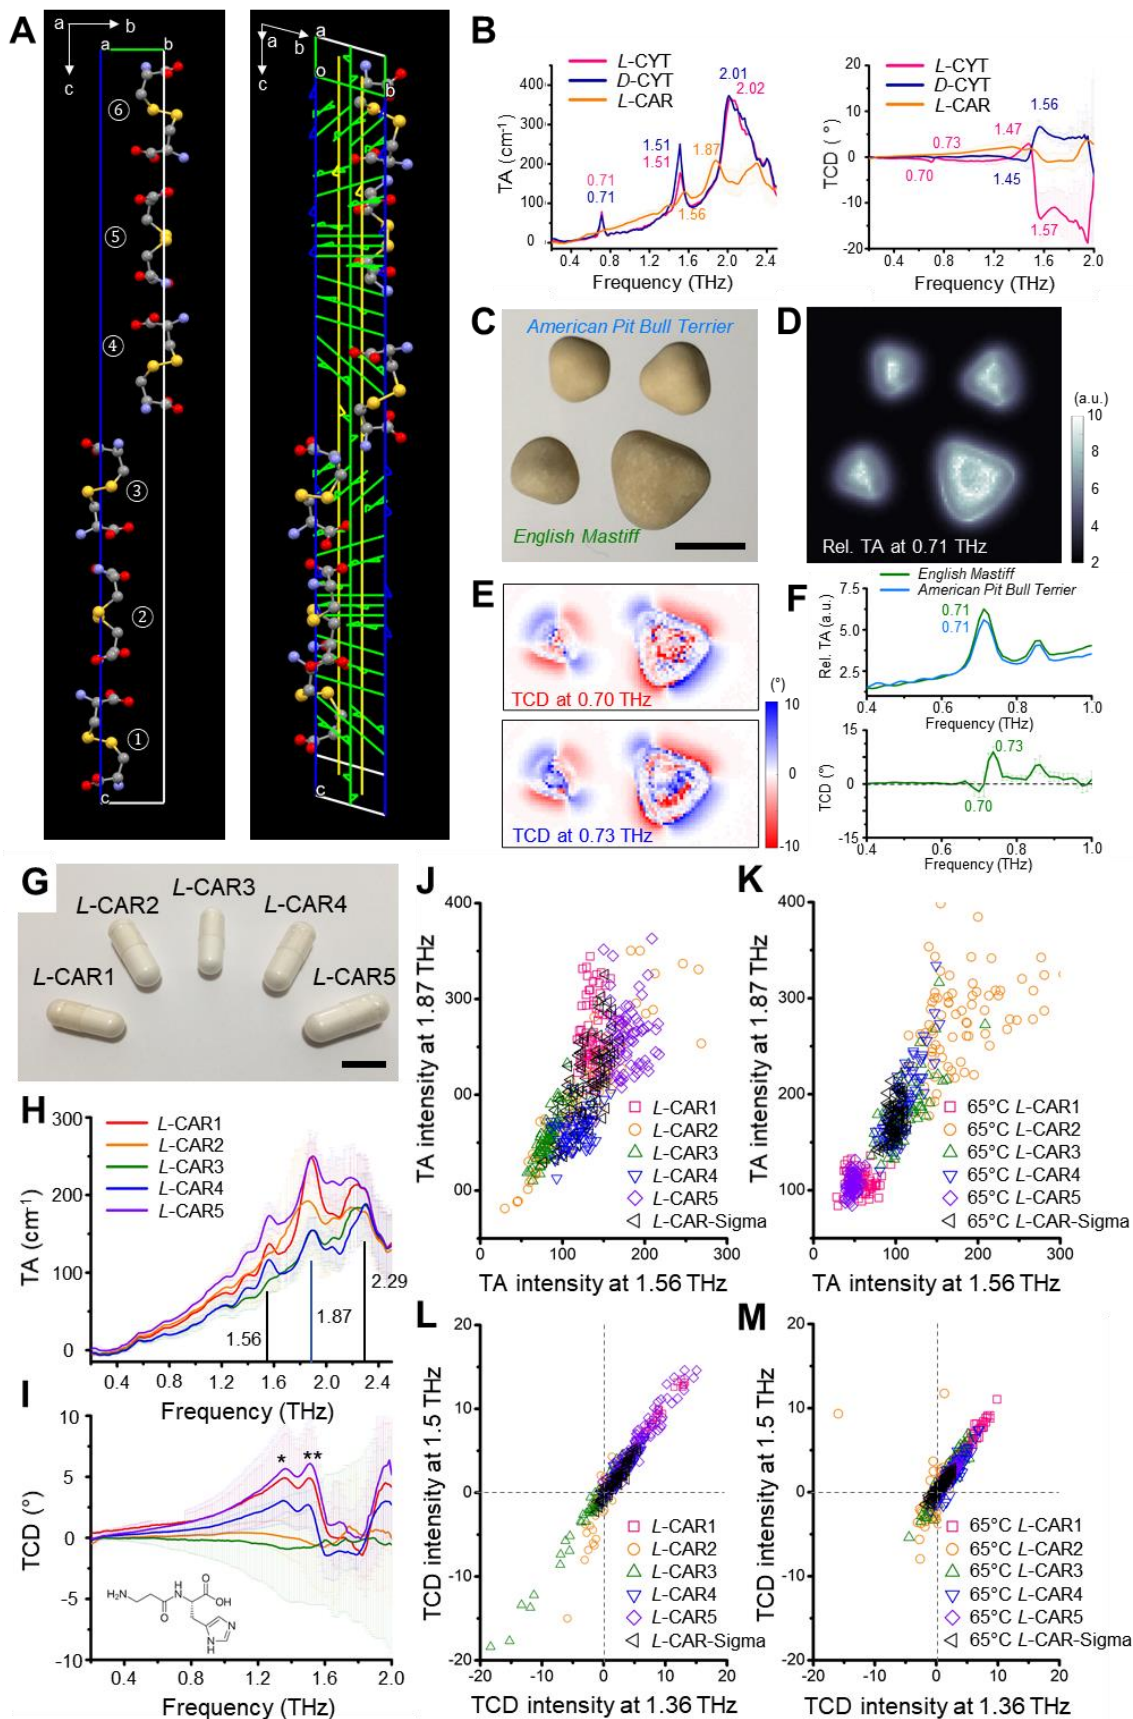 A
a
b
c
a
b
c
⑥
⑤
④
③
②
①
a
b
c
a
o
b
c
B
L-CYT
D-CYT
L-CAR
2.01
2.02
1.51
1.51
1.87
0.71
0.71
1.56
400
300
200
100
0
TA (cm-1)
0.4
0.8
1.2
1.6
2.0
2.4
Frequency (THz)
L-CYT
D-CYT
L-CAR
1.56
1.47
0.73
0.70
1.45
1.57
20
10
0
-10
-20
TCD (°)
0.4
0.8
1.2
1.6
2.0
Frequency (THz)
C
American Pit Bull Terrier
English Mastiff
D
Rel. TA at 0.71 THz
(a.u.)
10
8
6
4
2
E
TCD at 0.70 THz
TCD at 0.73 THz
(°)
10
0
-10
F
English Mastiff
American Pit Bull Terrier
0.71
0.71
7.5
5.0
2.5
Rel. TA (a.u.)
0.4
0.6
0.8
1.0
Frequency (THz)
0.73
0.70
15
0
-15
TCD (°)
0.4
0.6
0.8
1.0
Frequency (THz)
G
L-CAR1
L-CAR2
L-CAR3
L-CAR4
L-CAR5
H
L-CAR1
L-CAR2
L-CAR3
L-CAR4
L-CAR5
1.56
1.87
2.29
300
200
100
0
TA (cm-1)
0.4
0.8
1.2
1.6
2.0
2.4
Frequency (THz)
I
*
**
10
5
0
-5
-10
TCD (°)
H2N
O
H
N
O
OH
N
N
H
0.4
0.8
1.2
1.6
2.0
Frequency (THz)
J
400
300
00
00
TA intensity at 1.87 THz
L-CAR1
L-CAR2
L-CAR3
L-CAR4
L-CAR5
L-CAR-Sigma
0
100
200
300
TA intensity at 1.56 THz
K
400
300
200
100
TA intensity at 1.87 THz
65°C L-CAR1
65°C L-CAR2
65°C L-CAR3
65°C L-CAR4
65°C L-CAR5
65°C L-CAR-Sigma
0
100
200
300
TA intensity at 1.56 THz
L
20
10
0
-10
-20
TCD intensity at 1.5 THz
L-CAR1
L-CAR2
L-CAR3
L-CAR4
L-CAR5
L-CAR-Sigma
-20
-10
0
10
20
TCD intensity at 1.36 THz
M
20
10
0
-10
-20
TCD intensity at 1.5 THz
65°C L-CAR1
65°C L-CAR2
65°C L-CAR3
65°C L-CAR4
65°C L-CAR5
65°C L-CAR-Sigma
-20
-10
0
10
20
TCD intensity at 1.36 THz